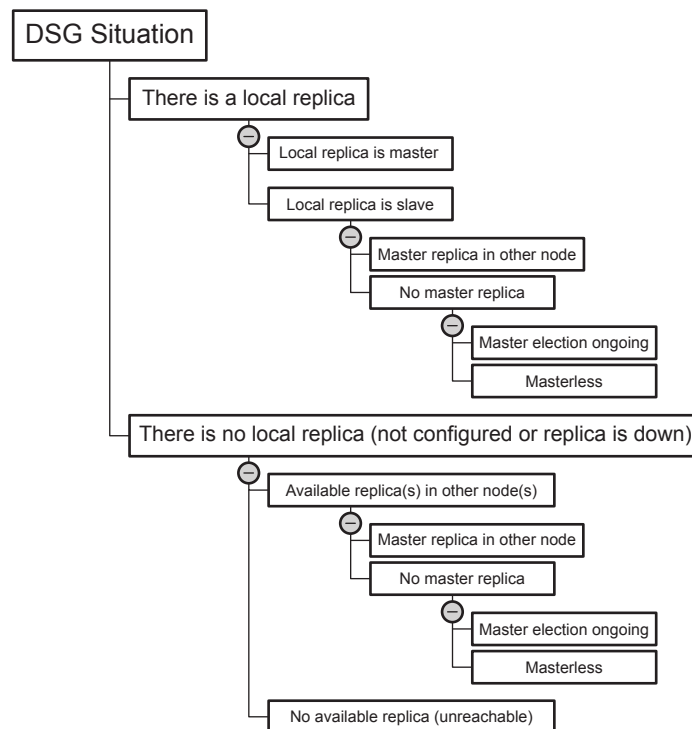 DSG Situation
There is a local replica
Local replica is master
Local replica is slave
Master replica in other node
No master replica
Master election ongoing
Masterless
There is no local replica (not configured or replica is down)
Available replica(s) in other node(s)
Master replica in other node
No master replica
Master election ongoing
Masterless
No available replica (unreachable)